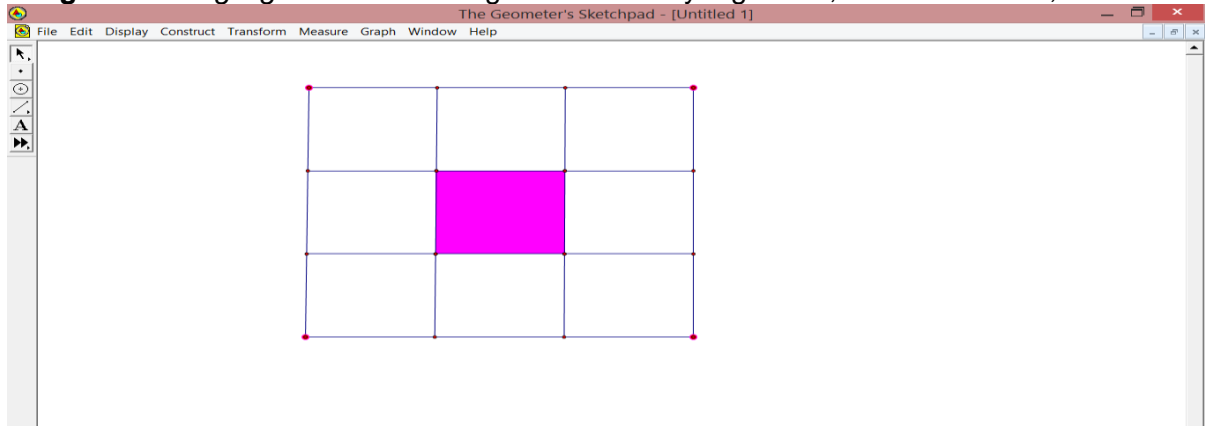 The Geometer's Sketchpad - [Untitled 1]
File Edit Display Construct Transform Measure Graph Window Help
A